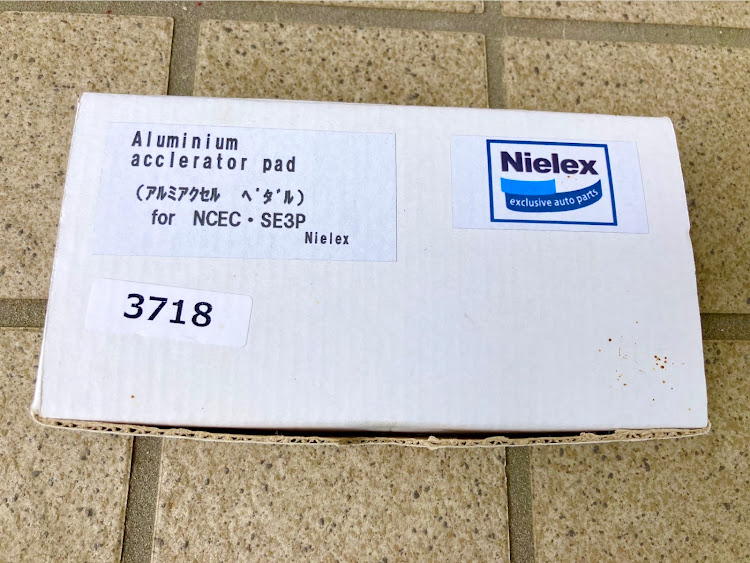 Aluminium
acclerator pad
(ｱﾙﾐｱｸｾﾙ ﾍﾟﾀﾞﾙ)
for NCEC・SE3P
Nielex
3718
Nielex
exclusive auto parts